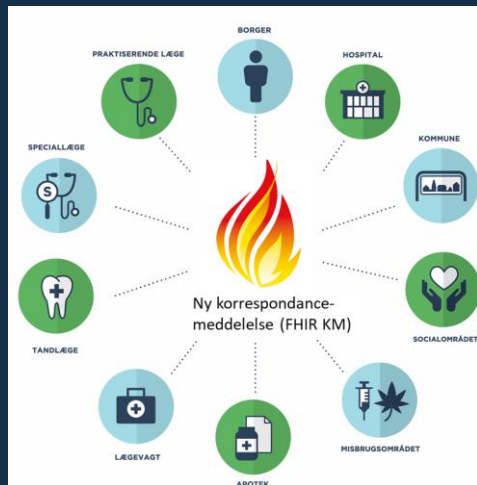 BORGER
PRAKTISERENDE LÆGE
HOSPITAL
SPECIALLÆGE
S
KOMMUNE
Ny korrespondance-
meddelelse (FHIR KM)
TANDLÆGE
SOCIALOMRÅDET
LÆGEVAGT
MISBRUGSOMRÅDET
APOTEK